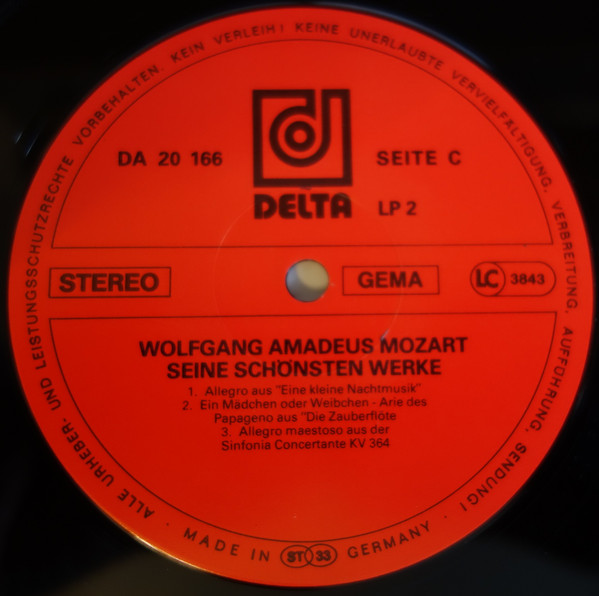 ALLE URHEBER- UND LEISTUNGSSCHUTZRECHTE VORBEHALTEN. KEIN VERLEIH! KEINE UNERLAUBTE VERVIELFÄLTIGUNG, VERBREITUNG, AUFFÜHRUNG, SENDUNG!
DA 20 166
SEITE C
DELTA
LP 2
STEREO
GEMA
LC 3843
WOLFGANG AMADEUS MOZART
SEINE SCHÖNSTEN WERKE
1. Allegro aus "Eine kleine Nachtmusik"
2. Ein Mädchen oder Weibchen - Arie des
Papageno aus "Die Zauberflöte
3. Allegro maestoso aus der
Sinfonia Concertante KV 364
· MADE IN ST 33 GERMANY ·